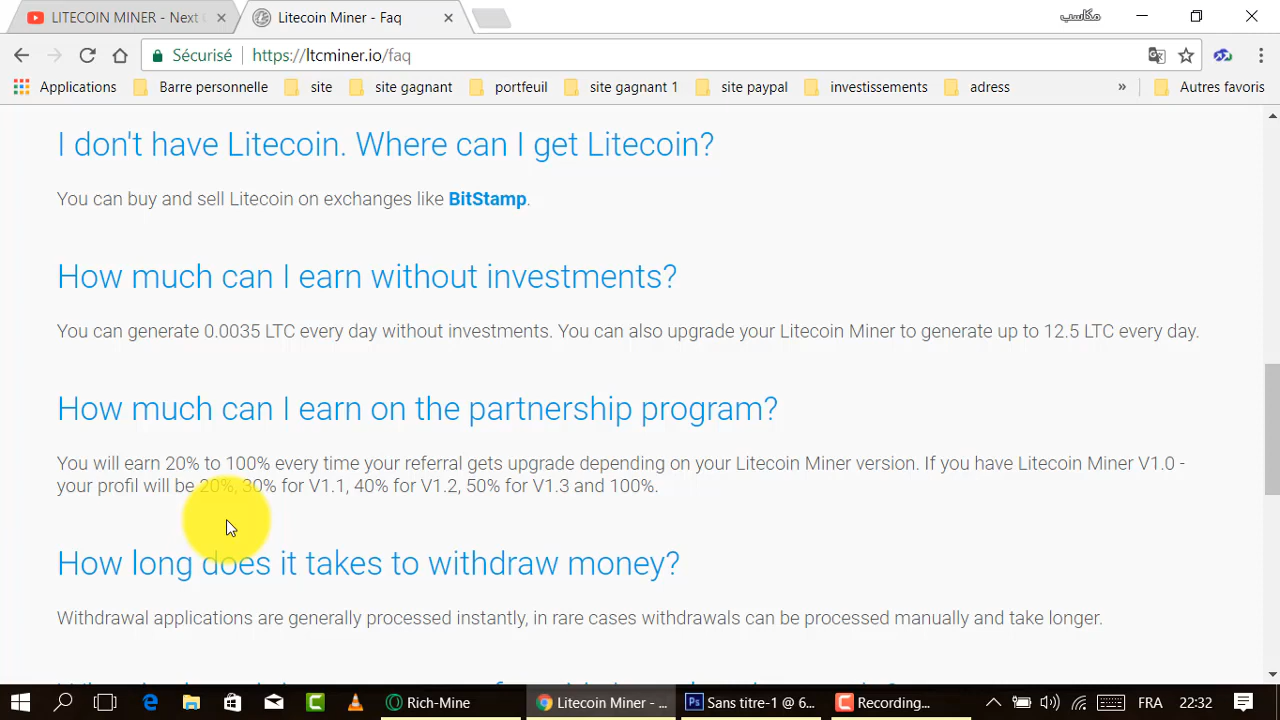 LITECOIN MINER - Next
Litecoin Miner - Faq
مكاسب
Sécurisé
https://ltcminer.io/faq
Applications
Barre personnelle
site
site gagnant
portfeuil
site gagnant 1
site paypal
investissements
adress
»
Autres favoris
I don't have Litecoin. Where can I get Litecoin?
You can buy and sell Litecoin on exchanges like BitStamp.
How much can I earn without investments?
You can generate 0.0035 LTC every day without investments. You can also upgrade your Litecoin Miner to generate up to 12.5 LTC every day.
How much can I earn on the partnership program?
You will earn 20% to 100% every time your referral gets upgrade depending on your Litecoin Miner version. If you have Litecoin Miner V1.0 -
your profil will be 20%, 30% for V1.1, 40% for V1.2, 50% for V1.3 and 100%.
How long does it takes to withdraw money?
Withdrawal applications are generally processed instantly, in rare cases withdrawals can be processed manually and take longer.
Rich-Mine
Litecoin Miner - ...
Sans titre-1 @ 6...
Recording...
FRA
22:32